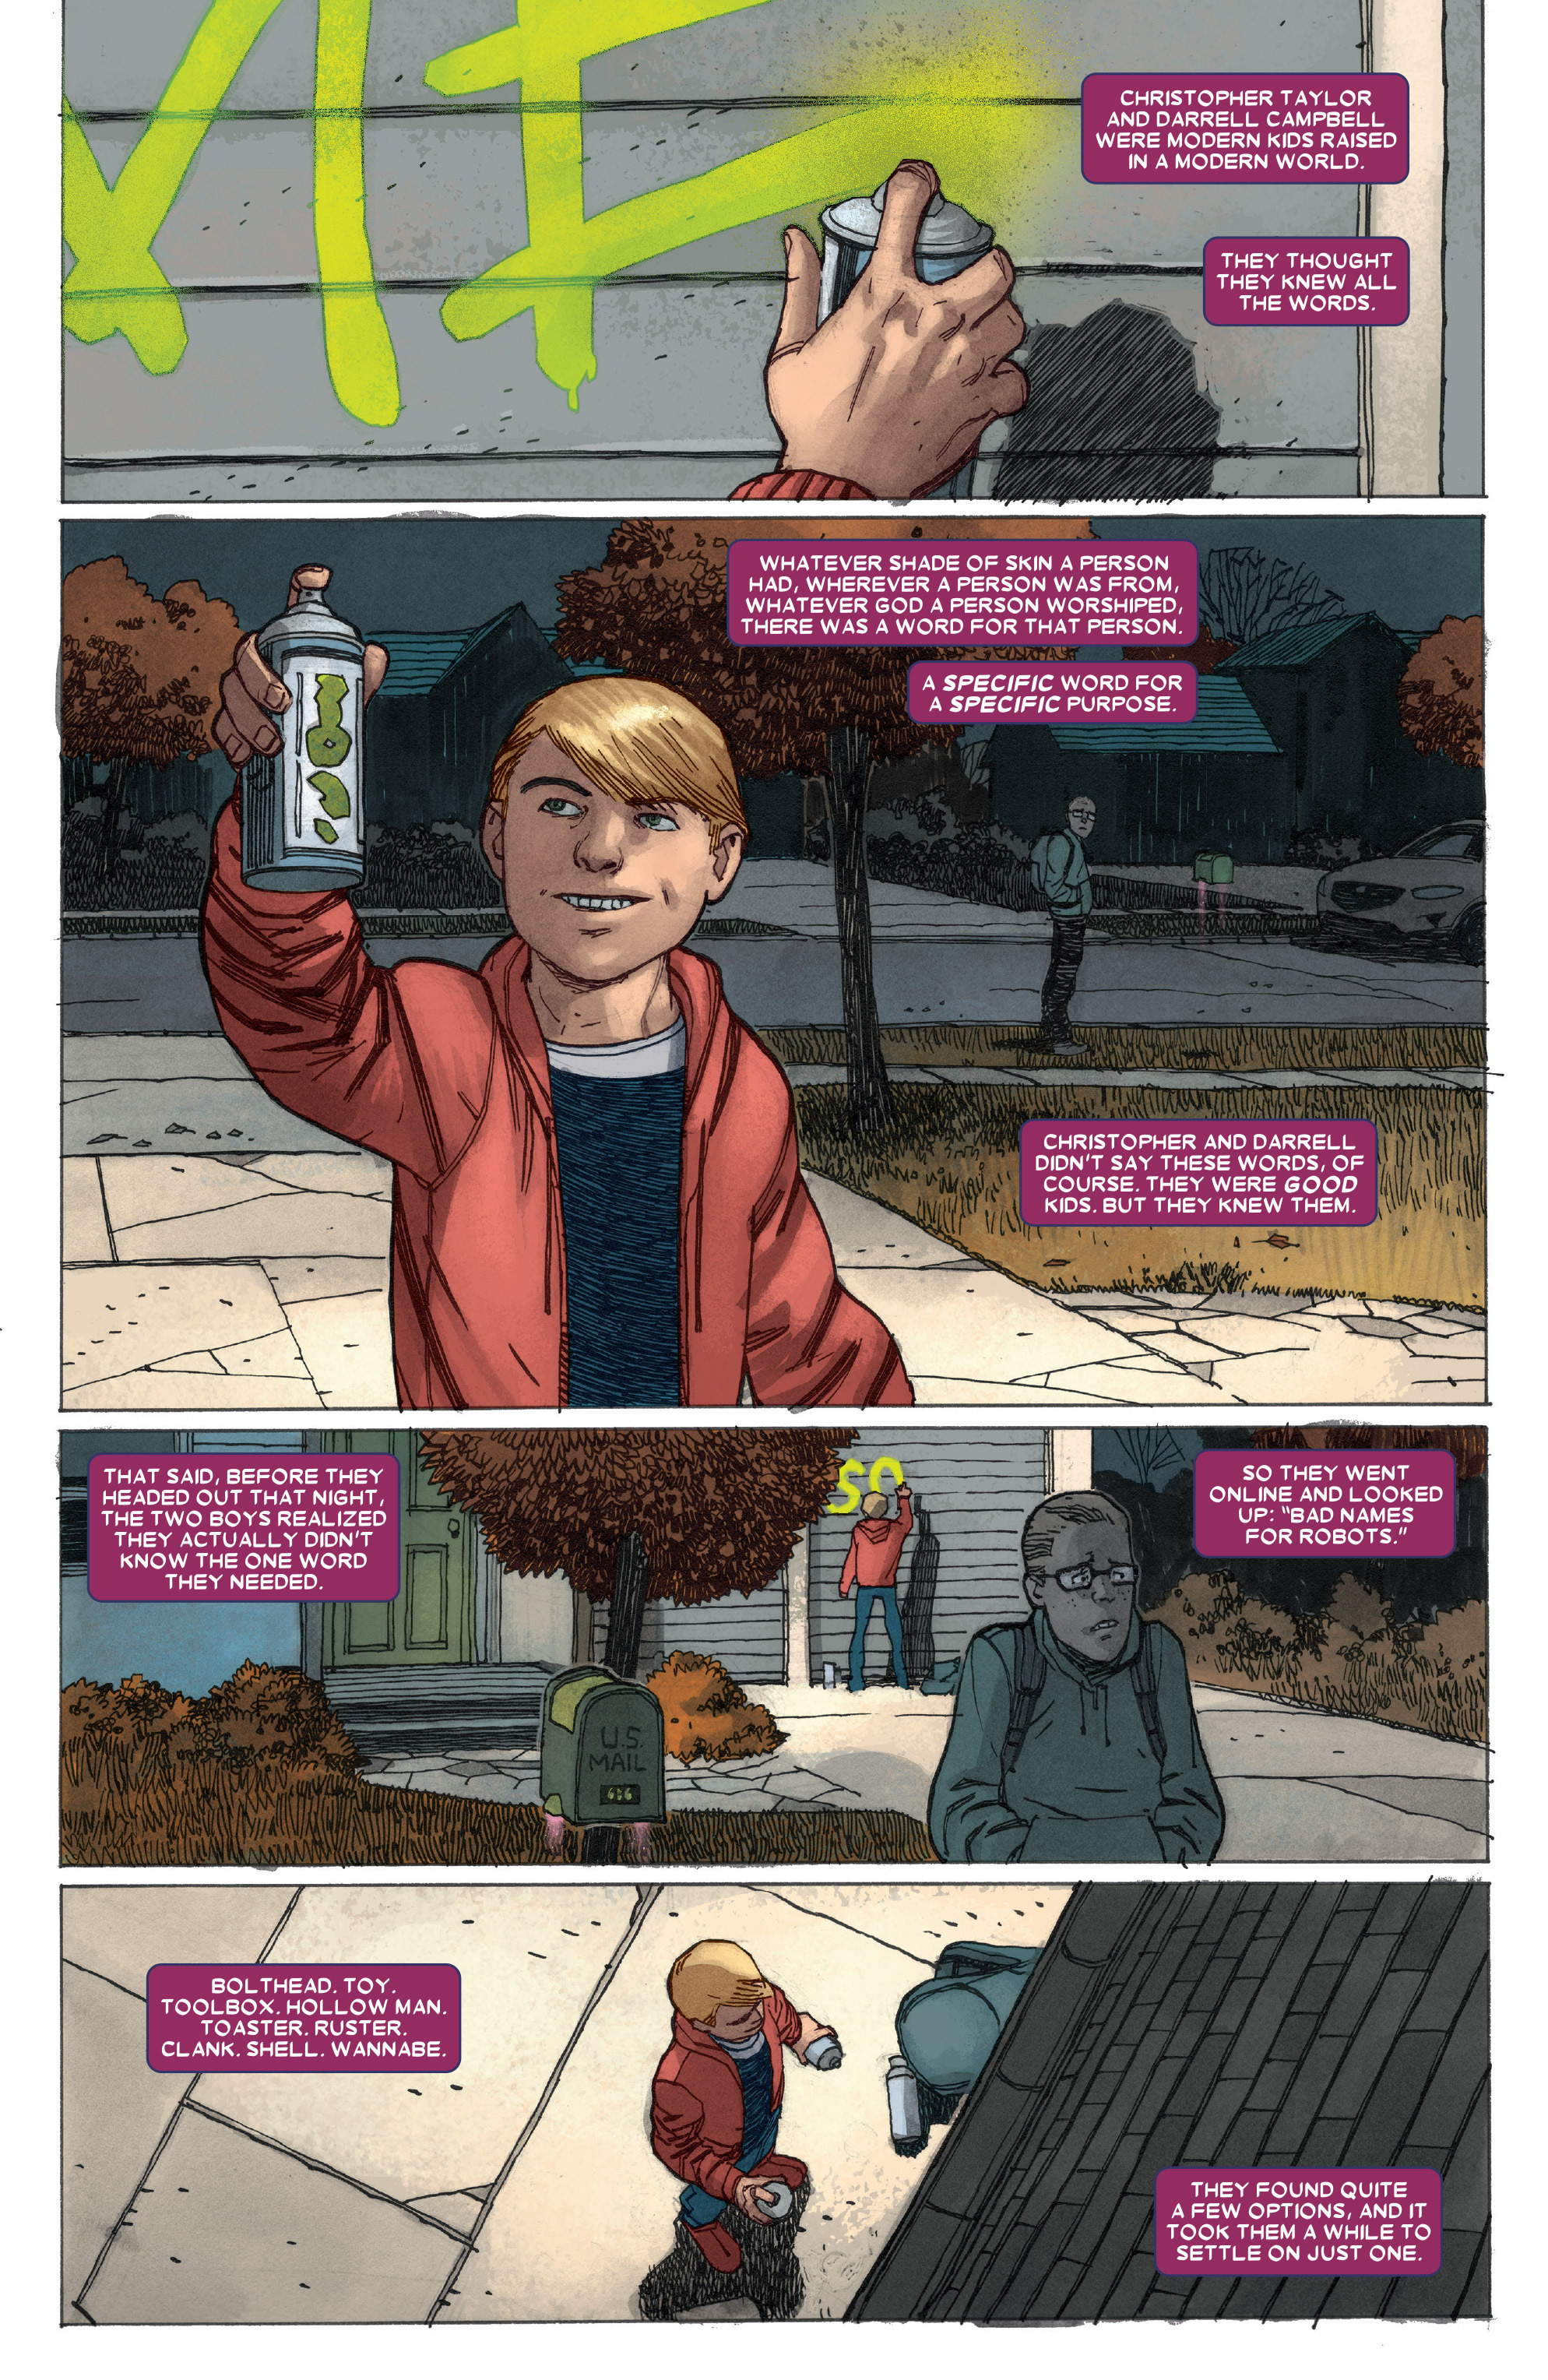 CHRISTOPHER TAYLOR
AND DARRELL CAMPBELL
WERE MODERN KIDS RAISED
IN A MODERN WORLD.
THEY THOUGHT
THEY KNEW ALL
THE WORDS.
WHATEVER SHADE OF SKIN A PERSON
HAD, WHEREVER A PERSON WAS FROM,
WHATEVER GOD A PERSON WORSHIPED,
THERE WAS A WORD FOR THAT PERSON.
A SPECIFIC WORD FOR
A SPECIFIC PURPOSE.
CHRISTOPHER AND DARRELL
DIDN'T SAY THESE WORDS, OF
COURSE. THEY WERE GOOD
KIDS. BUT THEY KNEW THEM.
THAT SAID, BEFORE THEY
HEADED OUT THAT NIGHT,
THE TWO BOYS REALIZED
THEY ACTUALLY DIDN'T
KNOW THE ONE WORD
THEY NEEDED.
SO
SO THEY WENT
ONLINE AND LOOKED
UP: "BAD NAMES
FOR ROBOTS."
U.S.
MAIL
616
BOLTHEAD. TOY.
TOOLBOX. HOLLOW MAN.
TOASTER. RUSTER.
CLANK. SHELL. WANNABE.
THEY FOUND QUITE
A FEW OPTIONS, AND IT
TOOK THEM A WHILE TO
SETTLE ON JUST ONE.